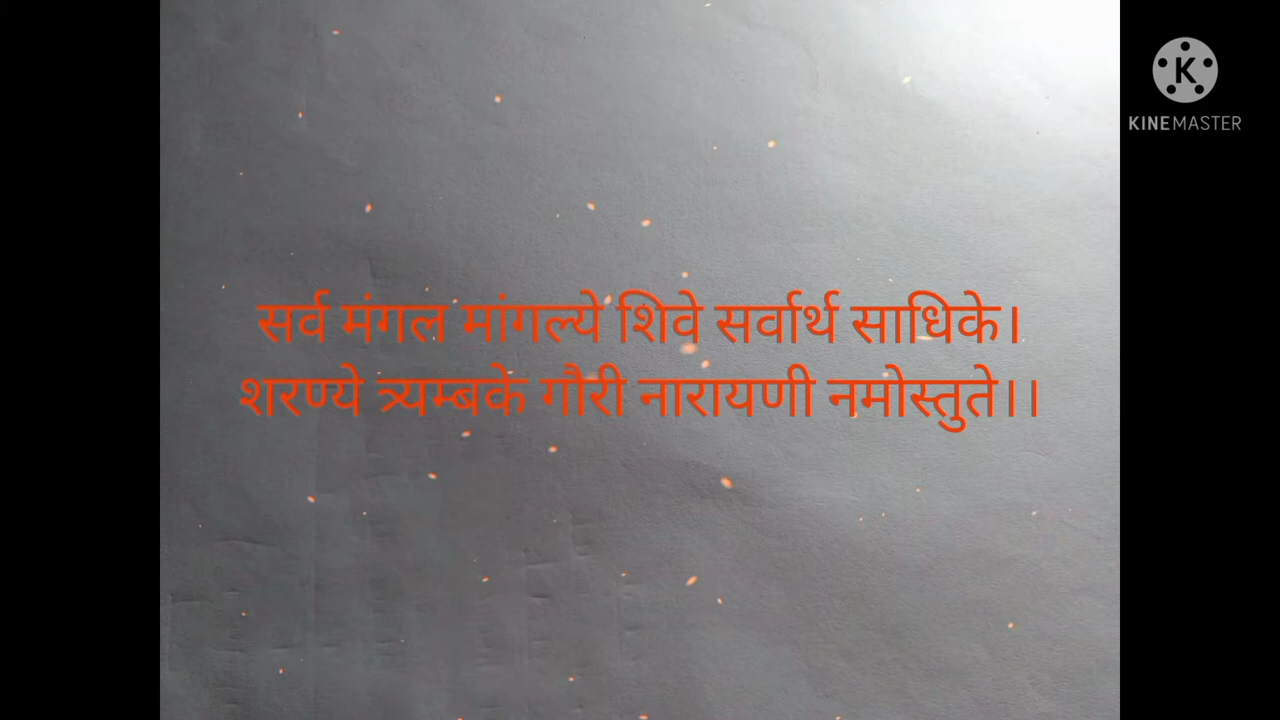 सर्व मंगल मांगल्ये शिवे सर्वार्थ साधिके।
शरण्ये त्र्यम्बके गौरी नारायणी नमोस्तुते।।
KINEMASTER